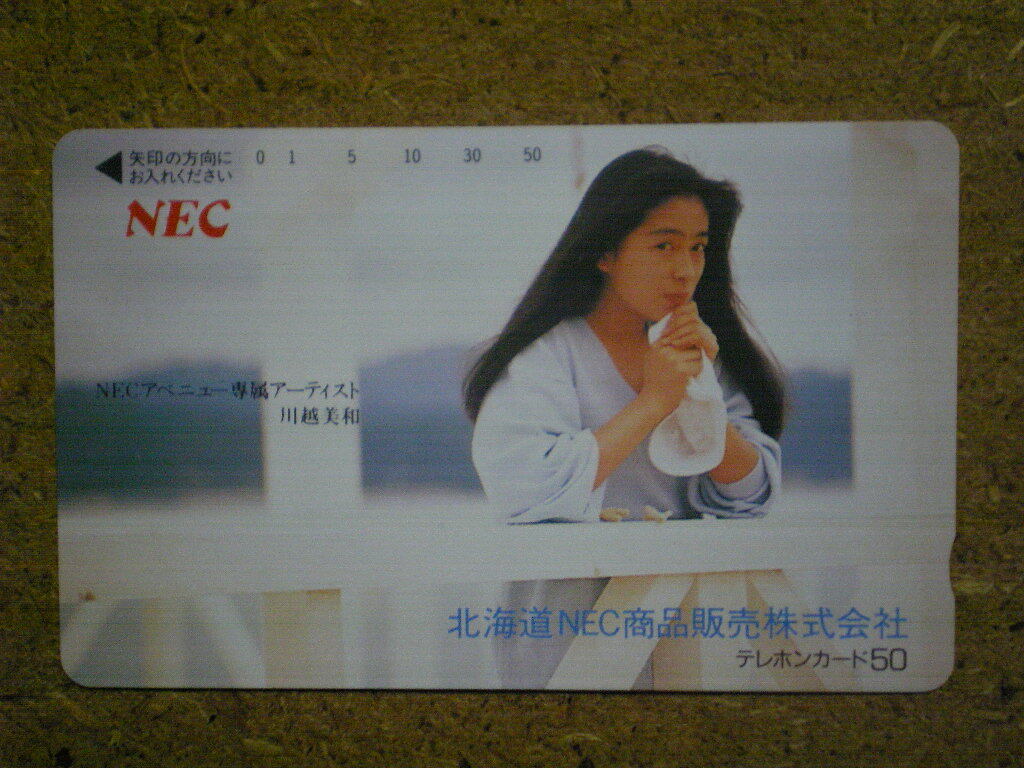 矢印の方向に
お入れください
0 1 5 10 30 50
NEC
NECアベニュー専属アーティスト
川越美和
北海道NEC商品販売株式会社
テレホンカード50